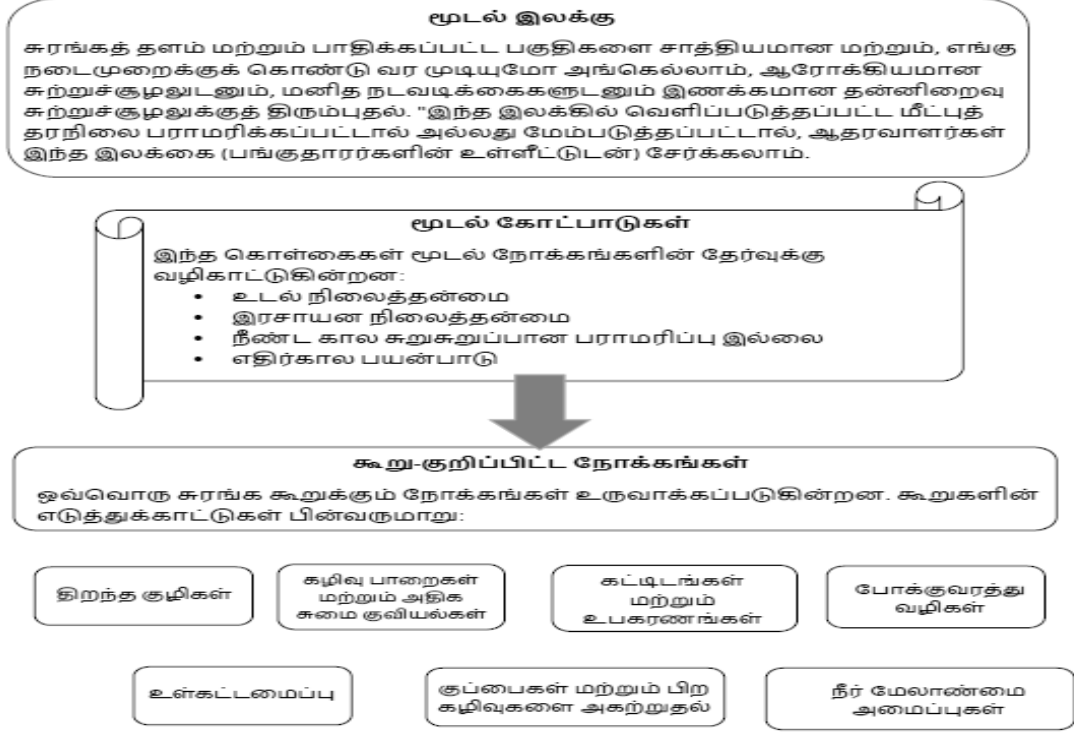 மூடல் இலக்கு
சுரங்கத் தளம் மற்றும் பாதிக்கப்பட்ட பகுதிகளை சாத்தியமான மற்றும், எங்கு
நடைமுறைக்குக் கொண்டு வர முடியுமோ அங்கெல்லாம், ஆரோக்கியமான
சுற்றுச்சூழலுடனும், மனித நடவடிக்கைகளுடனும் இணக்கமான தன்னிறைவு
சுற்றுச்சூழலுக்குத் திரும்புதல். "இந்த இலக்கில் வெளிப்படுத்தப்பட்ட மீட்புத்
தரநிலை பராமரிக்கப்பட்டால் அல்லது மேம்படுத்தப்பட்டால், ஆதரவாளர்கள்
இந்த இலக்கை (பங்குதாரர்களின் உள்ளீட்டுடன்) சேர்க்கலாம்.
மூடல் கோட்பாடுகள்
இந்த கொள்கைகள் மூடல் நோக்கங்களின் தேர்வுக்கு
வழிகாட்டுகின்றன:
• உடல் நிலைத்தன்மை
• இரசாயன நிலைத்தன்மை
• நீண்ட கால சுறுசுறுப்பான பராமரிப்பு இல்லை
• எதிர்கால பயன்பாடு
கூறு-குறிப்பிட்ட நோக்கங்கள்
ஒவ்வொரு சுரங்க கூறுக்கும் நோக்கங்கள் உருவாக்கப்படுகின்றன. கூறுகளின்
எடுத்துக்காட்டுகள் பின்வருமாறு:
திறந்த குழிகள்
கழிவு பாறைகள்
மற்றும் அதிக
சுமை குவியல்கள்
கட்டிடங்கள்
மற்றும்
உபகரணங்கள்
போக்குவரத்து
வழிகள்
உள்கட்டமைப்பு
குப்பைகள் மற்றும் பிற
கழிவுகளை அகற்றுதல்
நீர் மேலாண்மை
அமைப்புகள்